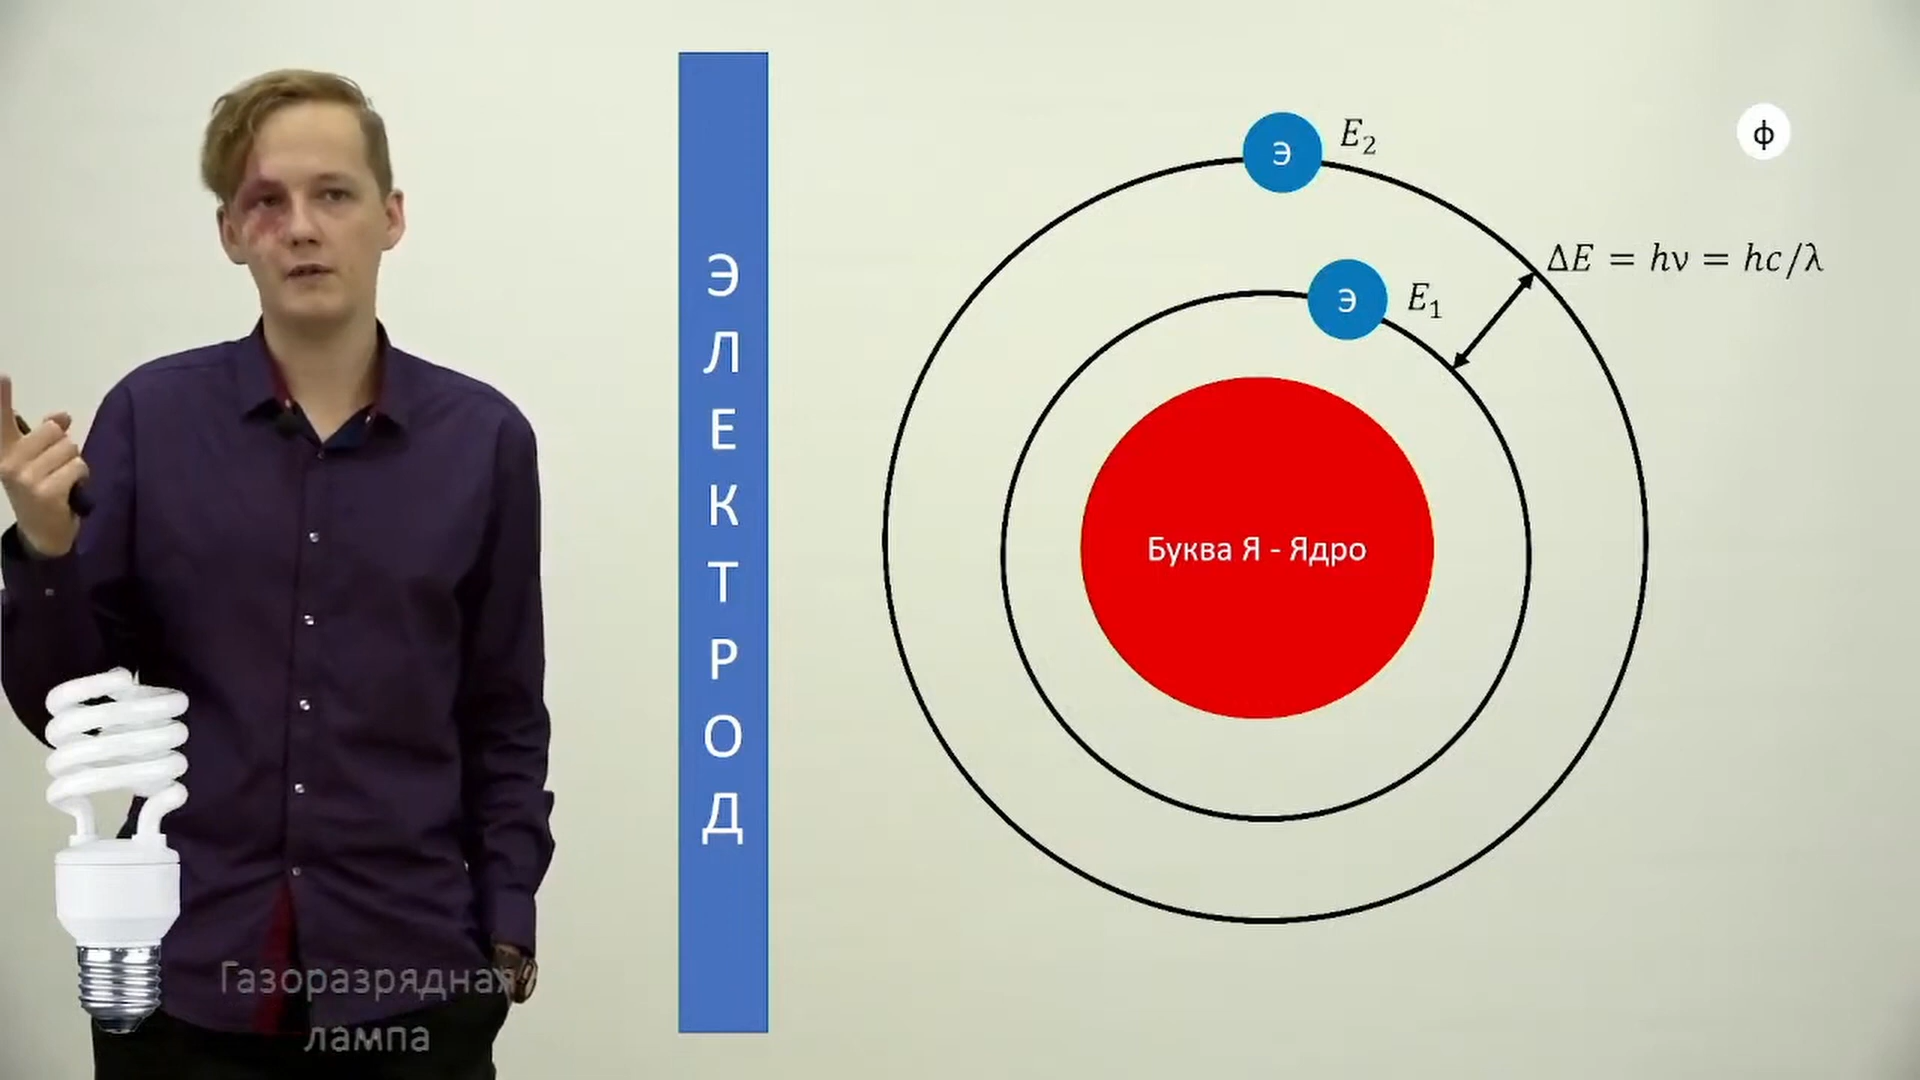 Э
Л
Е
К
Т
Р
О
Д
Э
E₂
ф
ΔE = hν = hc/λ
Э
E₁
Буква Я - Ядро
Газоразрядная
лампа